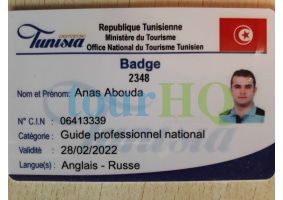 République Tunisienne
Ministère du Tourisme
Office National du Tourisme Tunisien
Tunisia
Badge
2348
Nom et Prénom: Anas Abouda
TourHQ
N° C.I.N : 06413339
Catégorie : Guide professionnel national
Validité : 28/02/2022
Langue(s) : Anglais - Russe